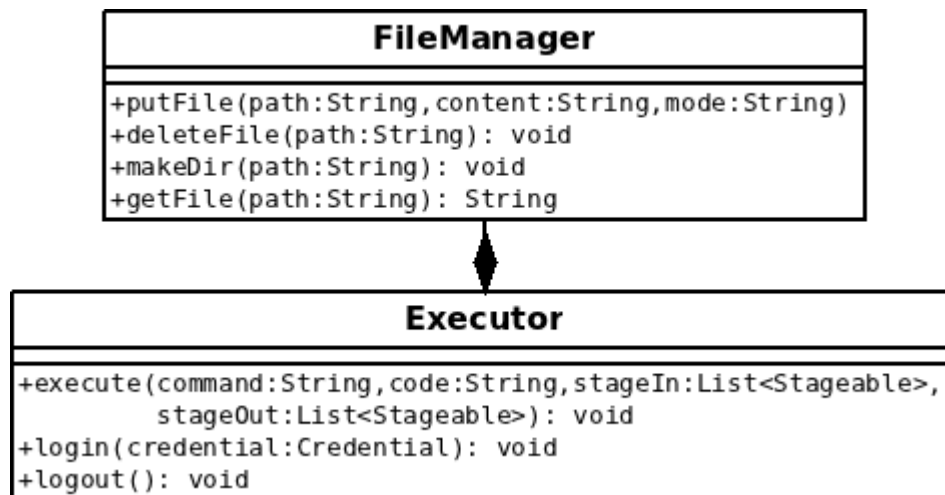 FileManager
+putFile(path:String,content:String,mode:String)
+deleteFile(path:String): void
+makeDir(path:String): void
+getFile(path:String): String
Executor
+execute(command:String,code:String,stageIn:List<Stageable>,
stageOut:List<Stageable>): void
+login(credential:Credential): void
+logout(): void